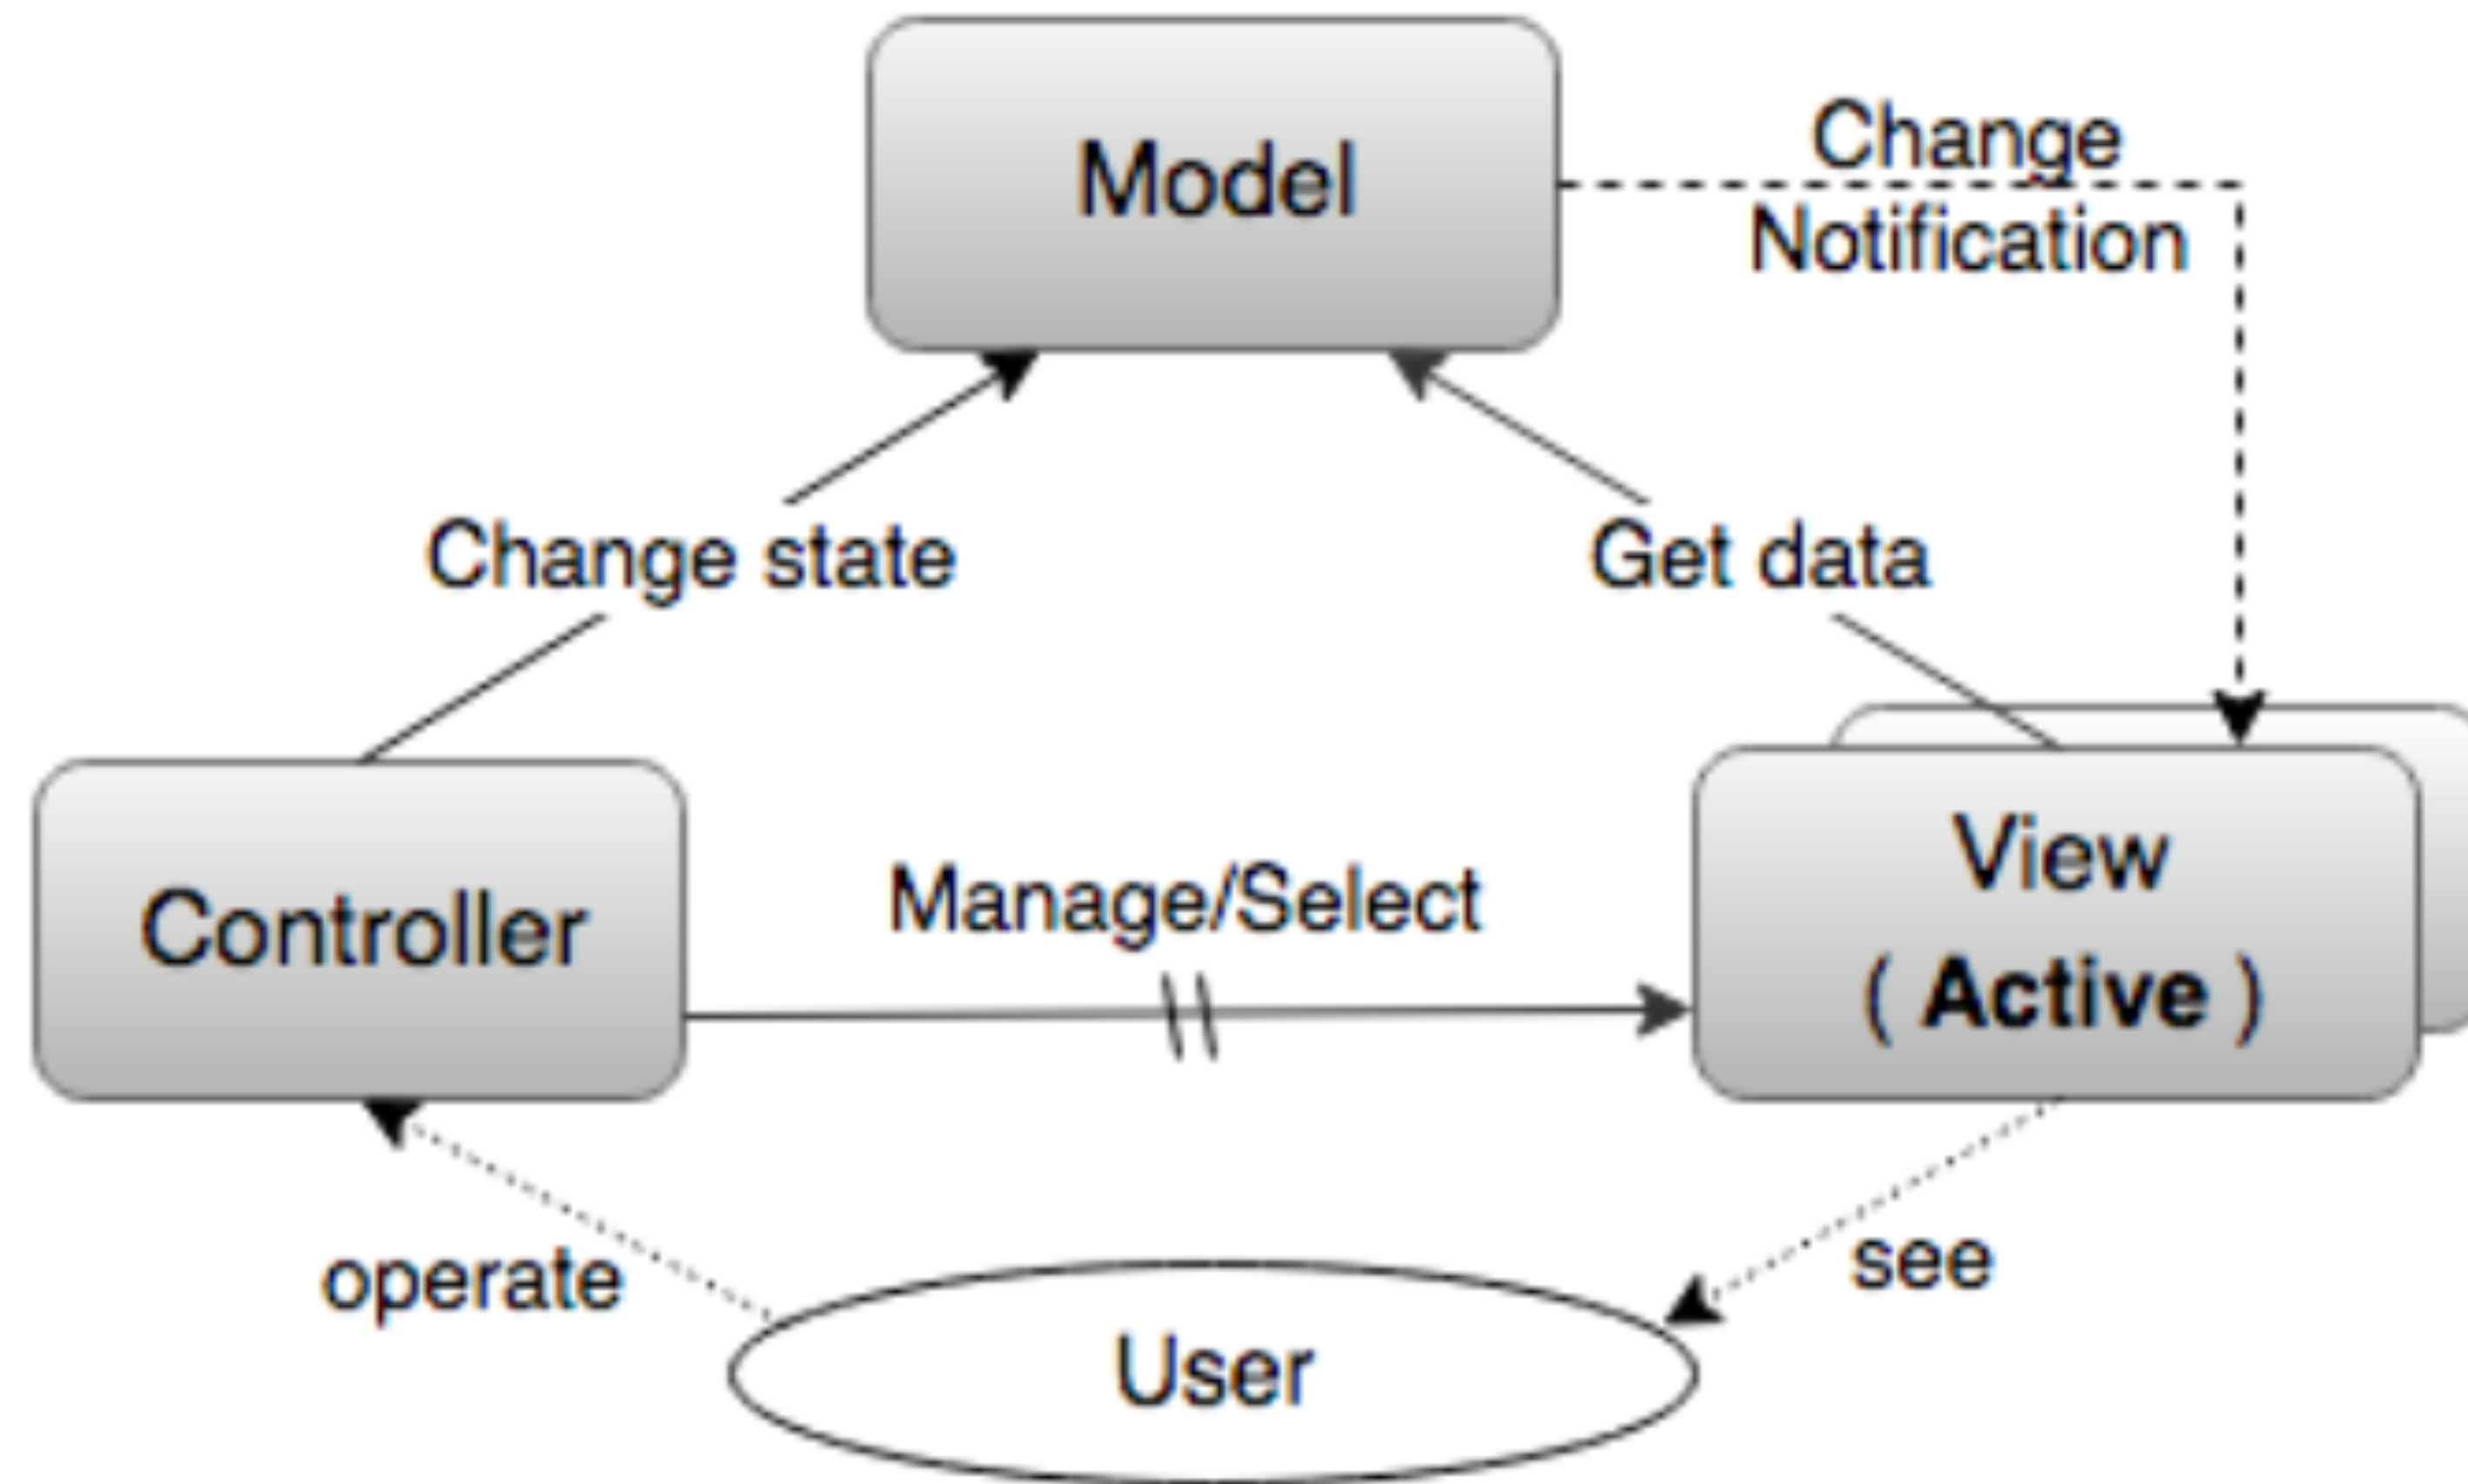 Model
Change
Notification
Change state
Get data
Controller
Manage/Select
View
( Active )
operate
see
User